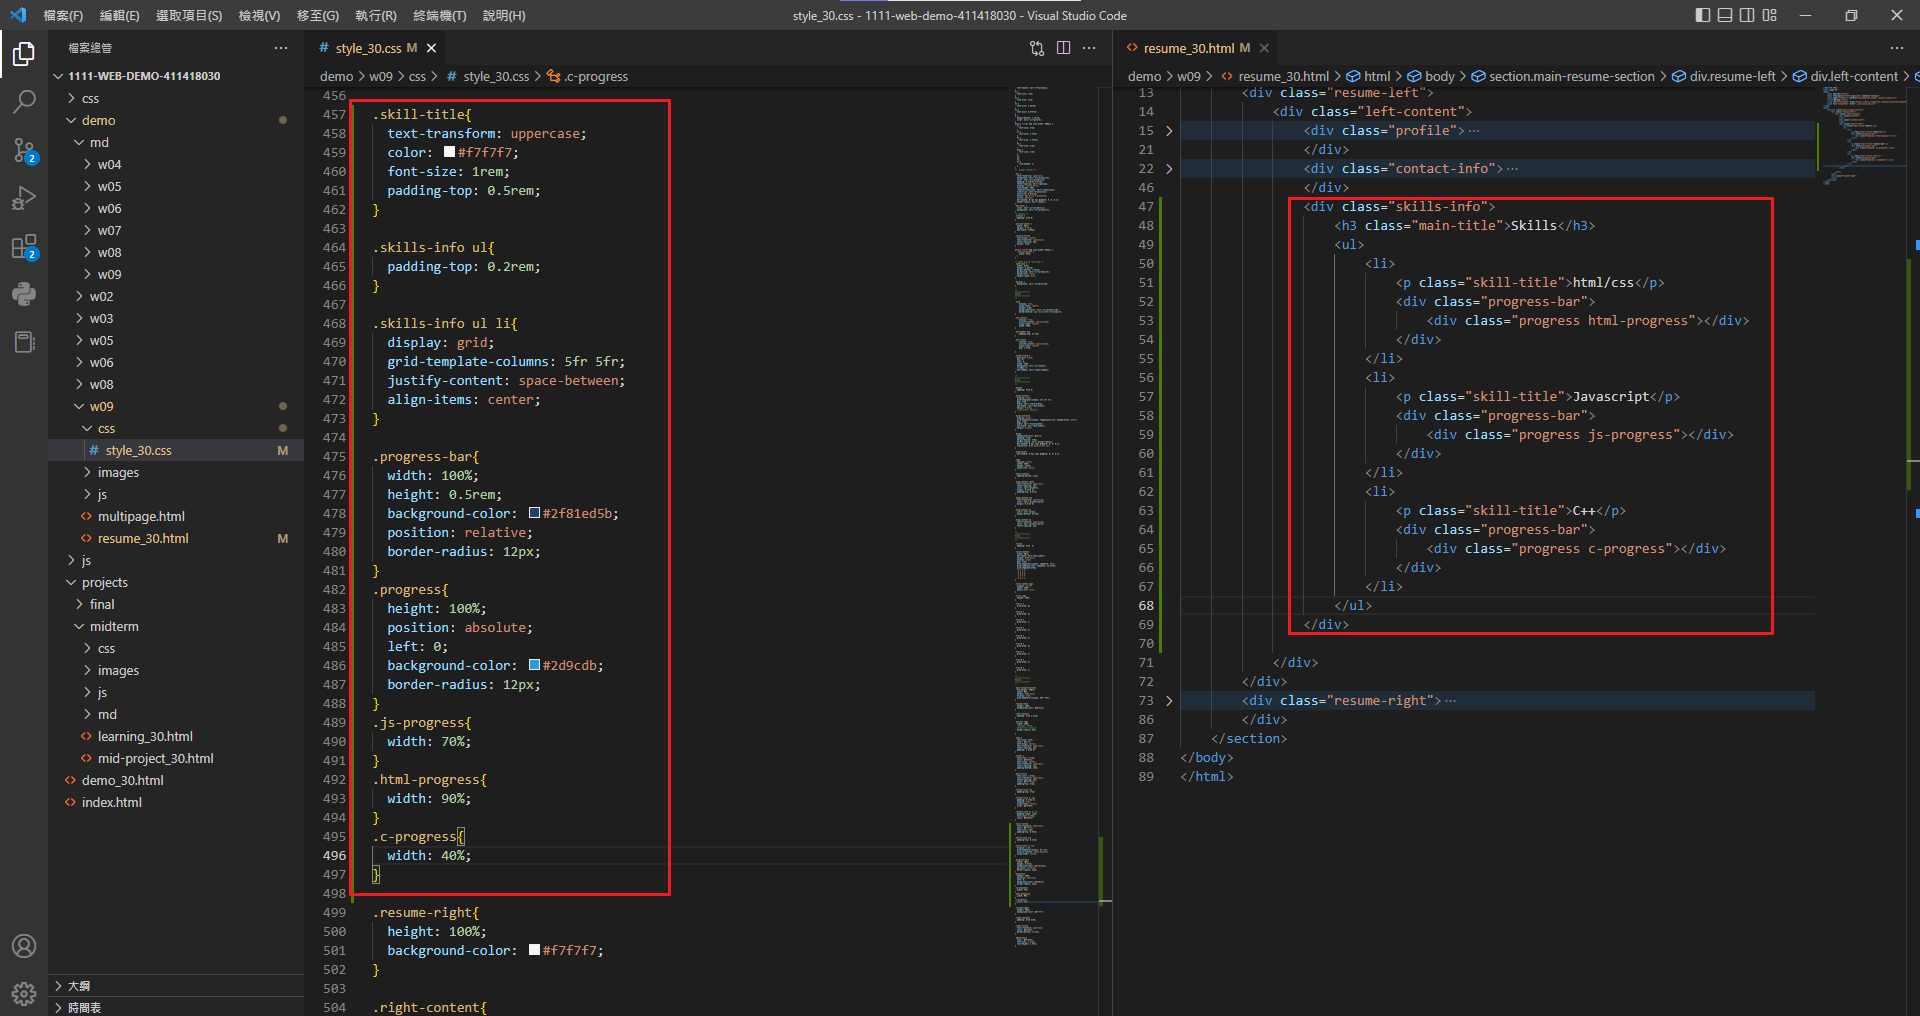 檔案(F) 編輯(E) 選取項目(S) 檢視(V) 移至(G) 執行(R) 終端機(T) 說明(H)
style_30.css - 1111-web-demo-411418030 - Visual Studio Code
檔案總管
1111-WEB-DEMO-411418030
css
demo
md
w04
w05
w06
w07
w08
w09
w02
w03
w05
w06
w08
w09
css
# style_30.css M
images
js
<> multipage.html
<> resume_30.html M
js
projects
final
midterm
css
images
js
md
<> learning_30.html
<> mid-project_30.html
<> demo_30.html
<> index.html
大綱
時間表
2
2
# style_30.css M
demo > w09 > css > # style_30.css > .c-progress
456
457 .skill-title{
458 text-transform: uppercase;
459 color: #f7f7f7;
460 font-size: 1rem;
461 padding-top: 0.5rem;
462 }
463
464 .skills-info ul{
465 padding-top: 0.2rem;
466 }
467
468 .skills-info ul li{
469 display: grid;
470 grid-template-columns: 5fr 5fr;
471 justify-content: space-between;
472 align-items: center;
473 }
474
475 .progress-bar{
476 width: 100%;
477 height: 0.5rem;
478 background-color: #2f81ed5b;
479 position: relative;
480 border-radius: 12px;
481 }
482 .progress{
483 height: 100%;
484 position: absolute;
485 left: 0;
486 background-color: #2d9cdb;
487 border-radius: 12px;
488 }
489 .js-progress{
490 width: 70%;
491 }
492 .html-progress{
493 width: 90%;
494 }
495 .c-progress{
496 width: 40%;
497 }
498
499 .resume-right{
500 height: 100%;
501 background-color: #f7f7f7;
502 }
503
504 .right-content{
<> resume_30.html M
demo > w09 > <> resume_30.html > html > body > section.main-resume-section > div.resume-left > div.left-content >
13 <div class="resume-left">
14 <div class="left-content">
15 <div class="profile">…
21 </div>
22 <div class="contact-info">…
46 </div>
47 <div class="skills-info">
48 <h3 class="main-title">Skills</h3>
49 <ul>
50 <li>
51 <p class="skill-title">html/css</p>
52 <div class="progress-bar">
53 <div class="progress html-progress"></div>
54 </div>
55 </li>
56 <li>
57 <p class="skill-title">Javascript</p>
58 <div class="progress-bar">
59 <div class="progress js-progress"></div>
60 </div>
61 </li>
62 <li>
63 <p class="skill-title">C++</p>
64 <div class="progress-bar">
65 <div class="progress c-progress"></div>
66 </div>
67 </li>
68 </ul>
69 </div>
70
71 </div>
72 </div>
73 <div class="resume-right">…
86 </div>
87 </section>
88 </body>
89 </html>